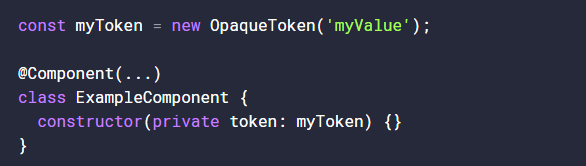 const myToken = new OpaqueToken('myValue');
@Component(...)
class ExampleComponent {
constructor(private token: myToken) {}
}